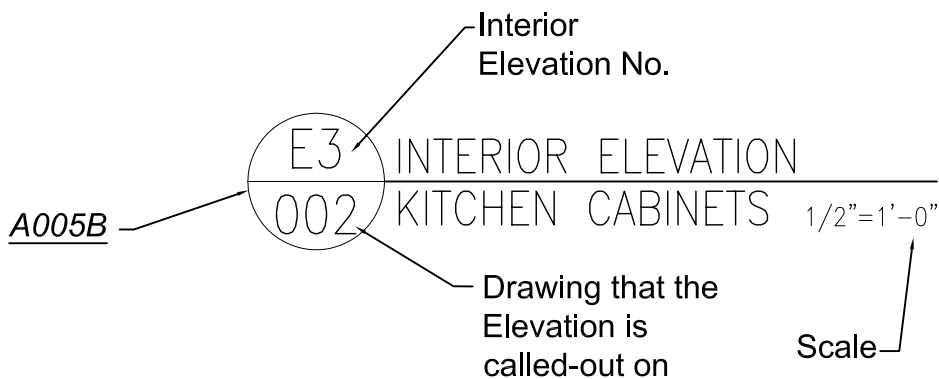 Interior
Elevation No.
E3 INTERIOR ELEVATION
A005B
002 KITCHEN CABINETS 1/2"=1'-0"
Drawing that the
Elevation is
called-out on
Scale